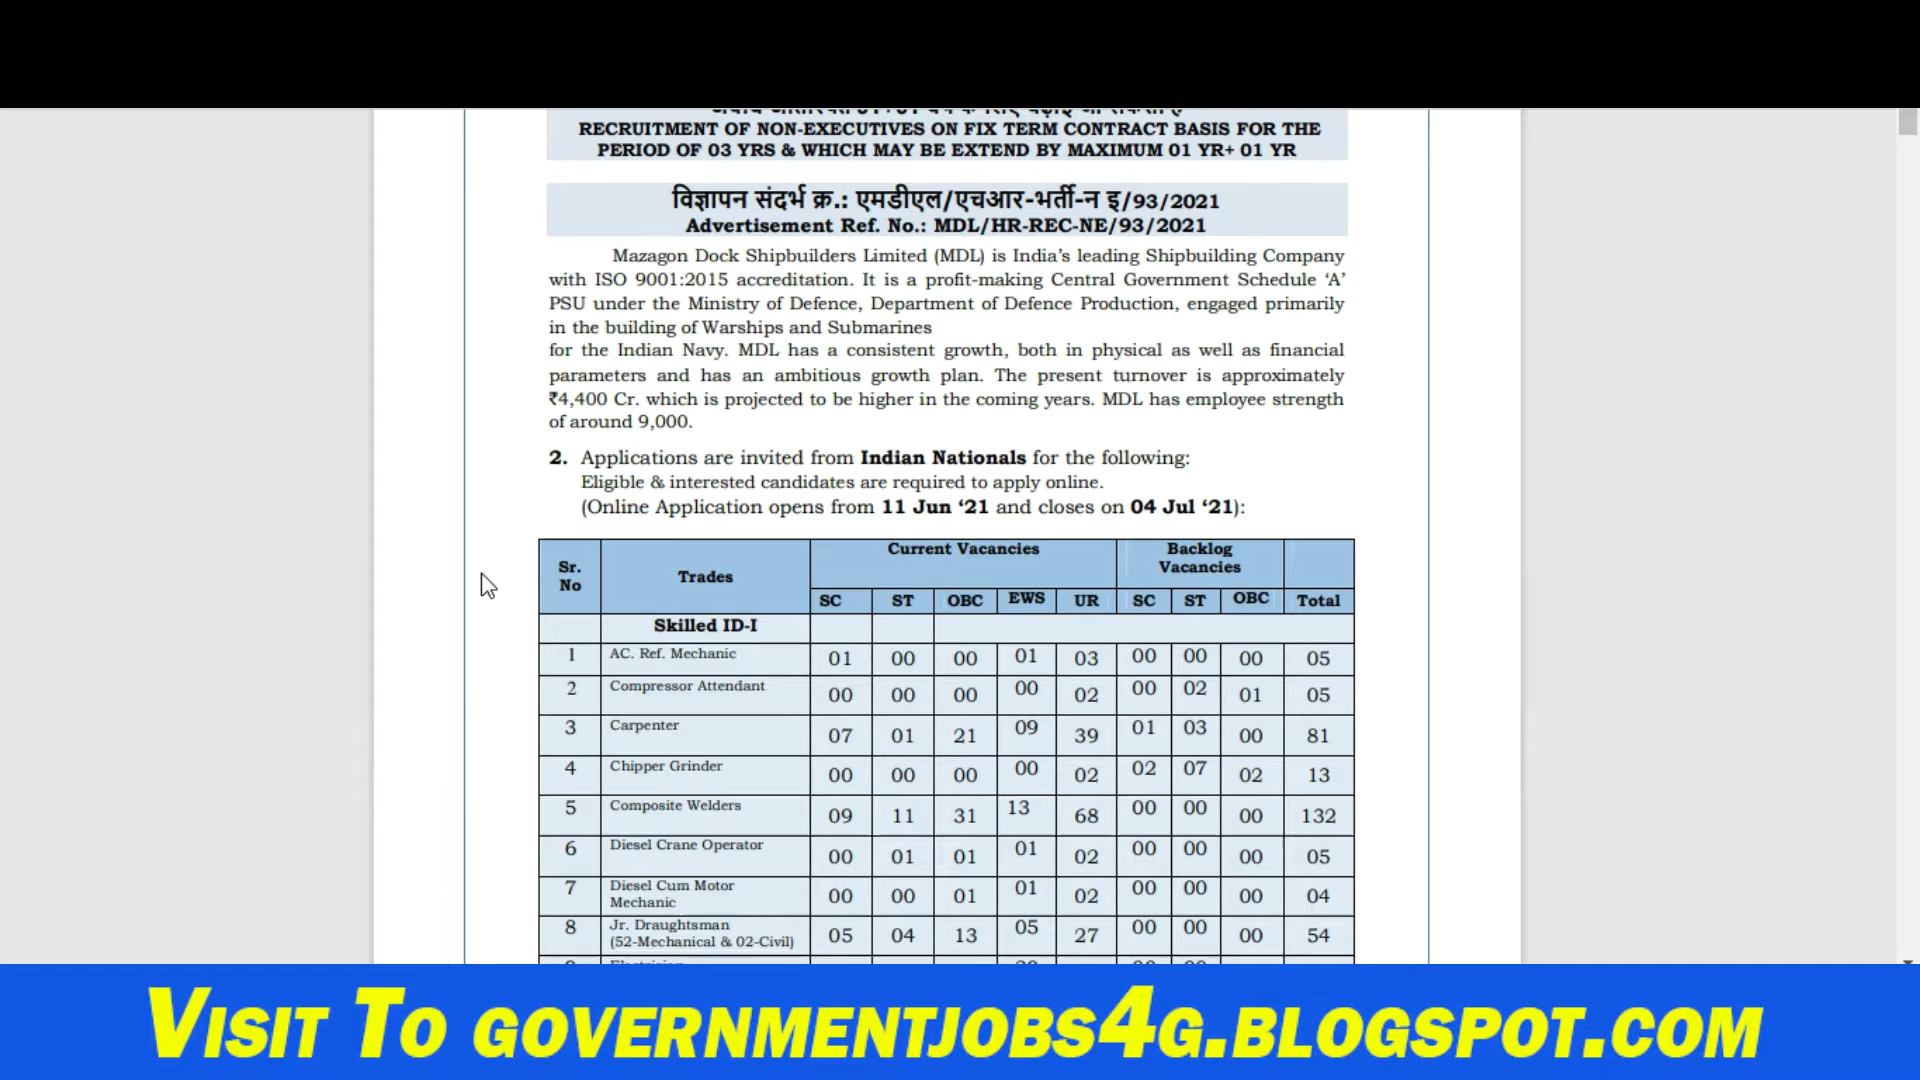 RECRUITMENT OF NON-EXECUTIVES ON FIX TERM CONTRACT BASIS FOR THE
PERIOD OF 03 YRS & WHICH MAY BE EXTEND BY MAXIMUM 01 YR+ 01 YR
विज्ञापन संदर्भ क्र.: एमडीएल/एचआर-भर्ती-न इ/93/2021
Advertisement Ref. No.: MDL/HR-REC-NE/93/2021
Mazagon Dock Shipbuilders Limited (MDL) is India's leading Shipbuilding Company
with ISO 9001:2015 accreditation. It is a profit-making Central Government Schedule 'A'
PSU under the Ministry of Defence, Department of Defence Production, engaged primarily
in the building of Warships and Submarines
for the Indian Navy. MDL has a consistent growth, both in physical as well as financial
parameters and has an ambitious growth plan. The present turnover is approximately
₹4,400 Cr. which is projected to be higher in the coming years. MDL has employee strength
of around 9,000.
2. Applications are invited from Indian Nationals for the following:
Eligible & interested candidates are required to apply online.
(Online Application opens from 11 Jun '21 and closes on 04 Jul '21):
Sr. No Trades Current Vacancies Backlog Vacancies
SC ST OBC EWS UR SC ST OBC Total
Skilled ID-I
1 AC. Ref. Mechanic 01 00 00 01 03 00 00 00 05
2 Compressor Attendant 00 00 00 00 02 00 02 01 05
3 Carpenter 07 01 21 09 39 01 03 00 81
4 Chipper Grinder 00 00 00 00 02 02 07 02 13
5 Composite Welders 09 11 31 13 68 00 00 00 132
6 Diesel Crane Operator 00 01 01 01 02 00 00 00 05
7 Diesel Cum Motor Mechanic 00 00 01 01 02 00 00 00 04
8 Jr. Draughtsman (52-Mechanical & 02-Civil) 05 04 13 05 27 00 00 00 54
VISIT TO GOVERNMENTJOBS4G.BLOGSPOT.COM